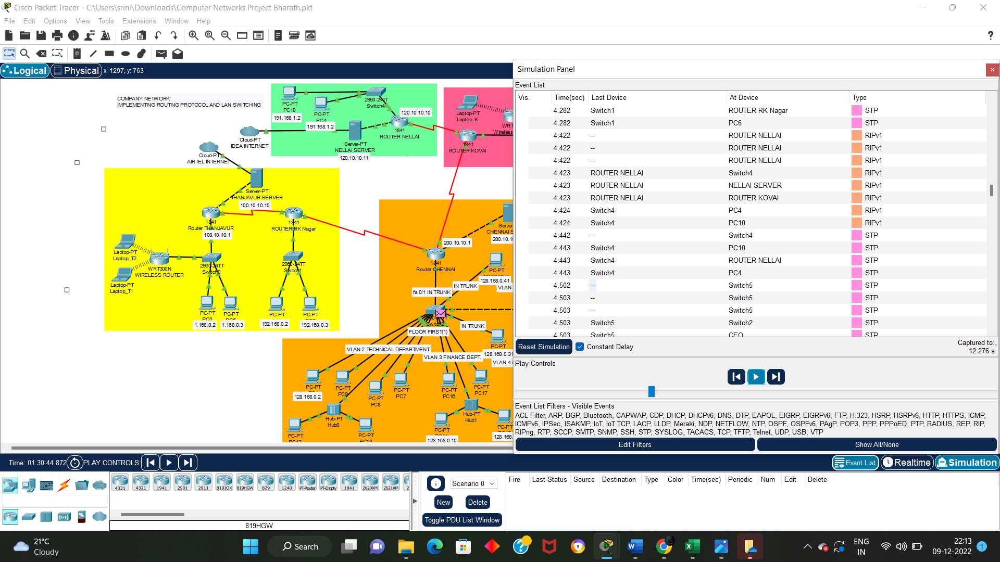 Cisco Packet Tracer - C:\Users\srini\Downloads\Computer Networks Project Bharath.pkt
File Edit Options View Tools Extensions Window Help
Logical Physical x: 1297, y: 763
COMPANY NETWORK
IMPLEMENTING ROUTING PROTOCOL AND LAN SWITCHING
PC-PT
PC10
191.168.1.2
PC-PT
PC4
191.168.1.2
2960-24TT
Switch4
120.10.10.10
1841
ROUTER NELLAI
Cloud-PT
IDEA INTERNET
Server-PT
NELLAI SERVER
120.10.10.11
Laptop-PT
Laptop_K
WRT
Wireless
1841
ROUTER KOVAI
Cloud-PT
AIRTEL INTERNET
Server-PT
THANJAVUR SERVER
100.10.10.10
1841
Router THANJAVUR
100.10.10.1
1841
ROUTER RK Nagar
Laptop-PT
Laptop_T2
WRT300N
WIRELESS ROUTER
Laptop-PT
Laptop_T1
2960-24TT
Switch0
2960-24TT
Switch1
PC-PT
PC0
1.168.0.2
PC-PT
1.168.0.3
PC-PT
192.168.0.2
PC-PT
192.168.0.3
Server
CHENNAI S
200.10.10
200.10.10.1
1841
Router CHENNAI
PC-PT
128.168.0.41
VLAN
IN TRUNK
fa 0/1 IN TRUNK
Switch2
IN TRUNK
FLOOR FIRST(1)
PC-PT
128.168.0.31
VLAN 4
VLAN 2 TECHNICAL DEPARTMENT
VLAN 3 FINANCE DEPT.
PC-PT
128.168.0.2
PC-PT
PC9
PC-PT
PC8
PC-PT
PC7
PC-PT
PC16
PC-PT
PC17
Hub-PT
Hub0
Hub-PT
Hub1
PC-PT
PC12
PC-PT
PC13
PC-PT
128.168.0.10
PC-PT
128.168.
Simulation Panel
Event List
Vis. Time(sec) Last Device At Device Type
4.282 Switch1 ROUTER RK Nagar STP
4.282 Switch1 PC6 STP
4.422 -- ROUTER NELLAI RIPv1
4.422 -- ROUTER NELLAI RIPv1
4.422 -- ROUTER NELLAI RIPv1
4.423 ROUTER NELLAI Switch4 RIPv1
4.423 ROUTER NELLAI NELLAI SERVER RIPv1
4.423 ROUTER NELLAI ROUTER KOVAI RIPv1
4.424 Switch4 PC4 RIPv1
4.424 Switch4 PC10 RIPv1
4.442 -- Switch4 STP
4.443 Switch4 PC10 STP
4.443 Switch4 ROUTER NELLAI STP
4.443 Switch4 PC4 STP
4.502 -- Switch5 STP
4.503 -- Switch5 STP
4.503 -- Switch5 STP
4.503 Switch5 Switch2 STP
4.503 Switch5 CEO STP
Reset Simulation Constant Delay Captured to:
12.276 s
Play Controls
Event List Filters - Visible Events
ACL Filter, ARP, BGP, Bluetooth, CAPWAP, CDP, DHCP, DHCPv6, DNS, DTP, EAPOL, EIGRP, EIGRPv6, FTP, H.323, HSRP, HSRPv6, HTTP, HTTPS, ICMP,
ICMPv6, IPSec, ISAKMP, IoT, IoT TCP, LACP, LLDP, Meraki, NDP, NETFLOW, NTP, OSPF, OSPFv6, PAgP, POP3, PPP, PPPoED, PTP, RADIUS, REP, RIP,
RIPng, RTP, SCCP, SMTP, SNMP, SSH, STP, SYSLOG, TACACS, TCP, TFTP, Telnet, UDP, USB, VTP
Edit Filters Show All/None
Time: 01:30:44.872 PLAY CONTROLS: Event List Realtime Simulation
4331 4321 1941 2901 2911 819IOX 819HGW 829 1240 PT-Router PT-Empty 1841 2620XM 2621XM 2
819HGW
Scenario 0
New Delete
Toggle PDU List Window
Fire Last Status Source Destination Type Color Time(sec) Periodic Num Edit Delete
21°C
Cloudy
Search
ENG
IN
22:13
09-12-2022
1